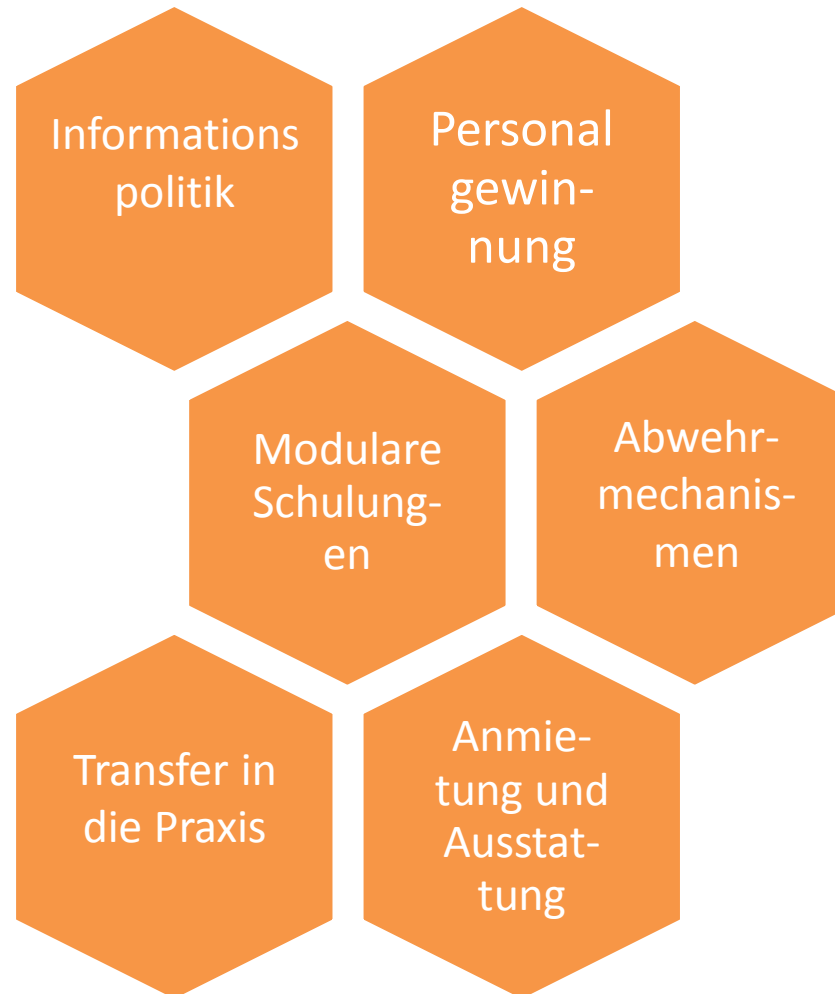 Informations
politik
Personal
gewin-
nung
Modulare
Schulung-
en
Abwehr-
mechanis-
men
Transfer in
die Praxis
Anmie-
tung und
Ausstat-
tung